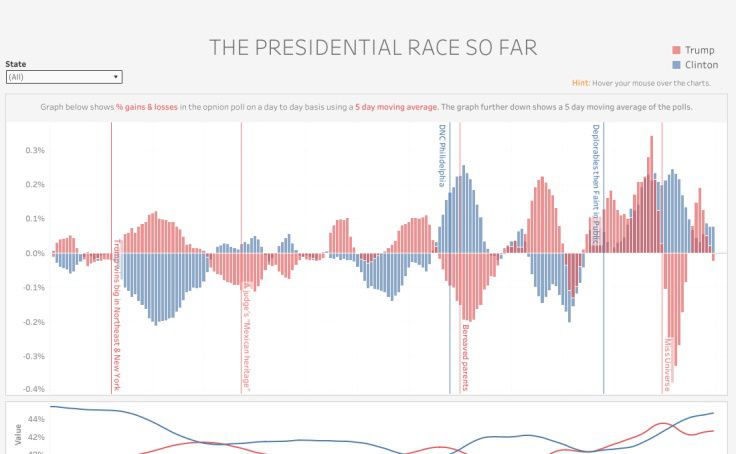 THE PRESIDENTIAL RACE SO FAR
Trump
Clinton
State
(All)
Hint: Hover your mouse over the charts.
Graph below shows % gains & losses in the opnion poll on a day to day basis using a 5 day moving average. The graph further down shows a 5 day moving average of the polls.
0.3%
0.2%
0.1%
0.0%
-0.1%
-0.2%
-0.3%
-0.4%
Trump wins big in Northeast & New York
A judge's "Mexican heritage"
DNC Philidelphia
Bereaved parents
Deplorables then Faint in Public
Miss Universe
Value
44%
42%